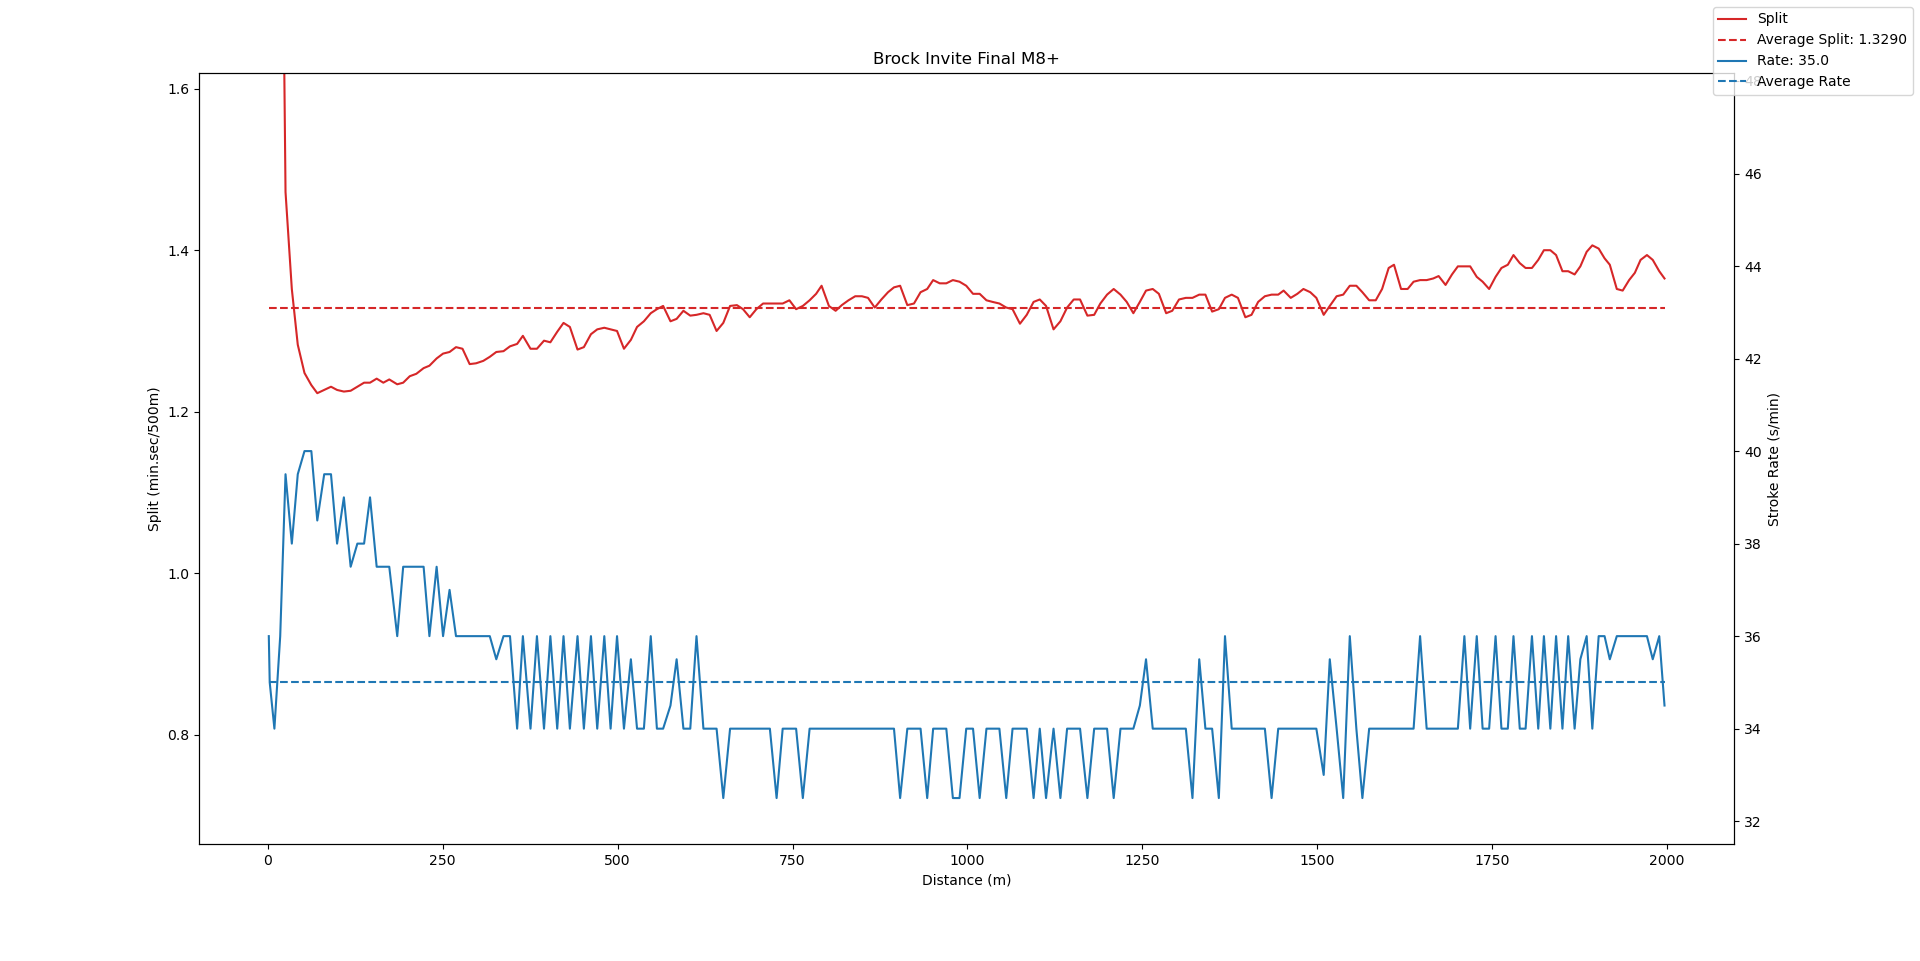 Brock Invite Final M8+
Split
Average Split: 1.3290
Rate: 35.0
Average Rate
1.6
1.4
1.2
1.0
0.8
Split (min.sec/500m)
48
46
44
42
40
38
36
34
32
Stroke Rate (s/min)
0 250 500 750 1000 1250 1500 1750 2000
Distance (m)